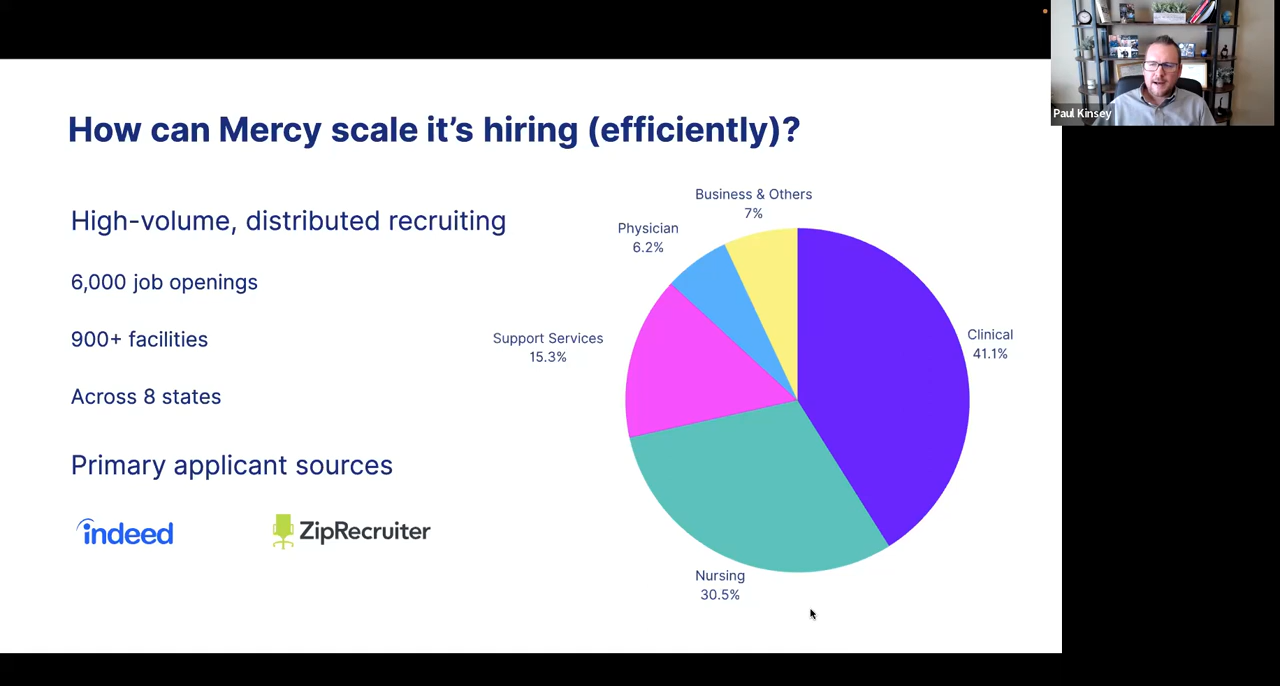 How can Mercy scale it's hiring (efficiently)?
High-volume, distributed recruiting
6,000 job openings
900+ facilities
Across 8 states
Primary applicant sources
indeed
ZipRecruiter
Business & Others
7%
Physician
6.2%
Support Services
15.3%
Clinical
41.1%
Nursing
30.5%
Paul Kinsey